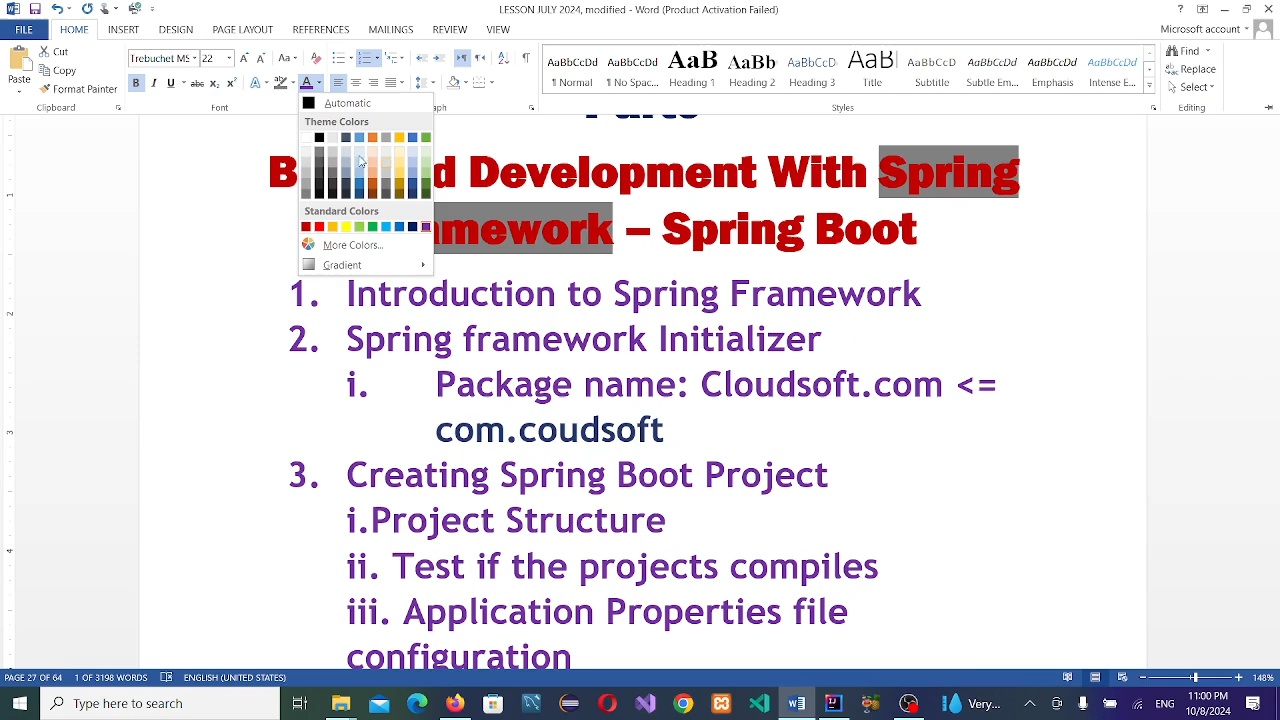 LESSON JULY 2024, modified - Word (Product Activation Failed)
FILE HOME INSERT DESIGN PAGE LAYOUT REFERENCES MAILINGS REVIEW VIEW Microsoft account
Paste
Cut
Copy
Format Painter
Clipboard
Trebuchet MS 22
Font
AaBbCcDd AaBbCcDd AaB AaBb AaBbCcDd AaB AaBbCcDd AaBbCcDd AaBbCcDd AaBbCcDd
¶ Normal ¶ No Spac... Heading 1 Heading 2 Heading 3 Title Subtitle Subtle Em... Emphasis Intense E...
Styles
Find
Replace
Select
Editing
Automatic
Theme Colors
Standard Colors
More Colors...
Gradient
Parts
d Development With Spring
amework – Spring Boot
1. Introduction to Spring Framework
2. Spring framework Initializer
i. Package name: Cloudsoft.com <=
com.coudsoft
3. Creating Spring Boot Project
i.Project Structure
ii. Test if the projects compiles
iii. Application Properties file
configuration
PAGE 27 OF 64 1 OF 3198 WORDS ENGLISH (UNITED STATES) 148%
Type here to search
Very...
11:00 PM
10/8/2024